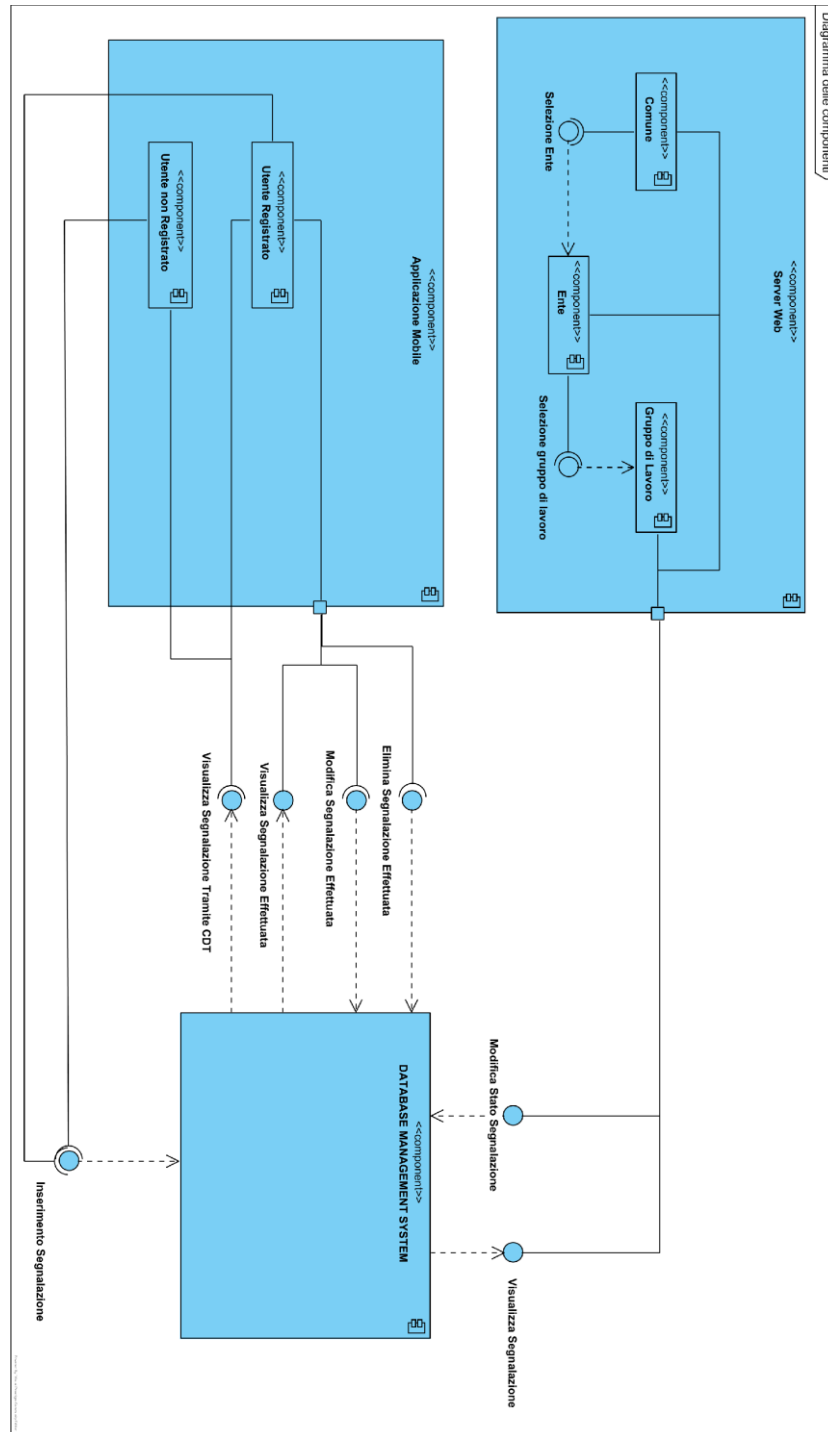 Diagramma delle componenti
<<component>>
Server Web
<<component>>
Comune
Selezione Ente
<<component>>
Ente
Selezione gruppo di lavoro
<<component>>
Gruppo di Lavoro
<<component>>
Applicazione Mobile
<<component>>
Utente Registrato
<<component>>
Utente non Registrato
Elimina Segnalazione Effettuata
Modifica Segnalazione Effettuata
Visualizza Segnalazione Effettuata
Visualizza Segnalazione Tramite CDT
Modifica Stato Segnalazione
Visualizza Segnalazione
<<component>>
DATABASE MANAGEMENT SYSTEM
Inserimento Segnalazione